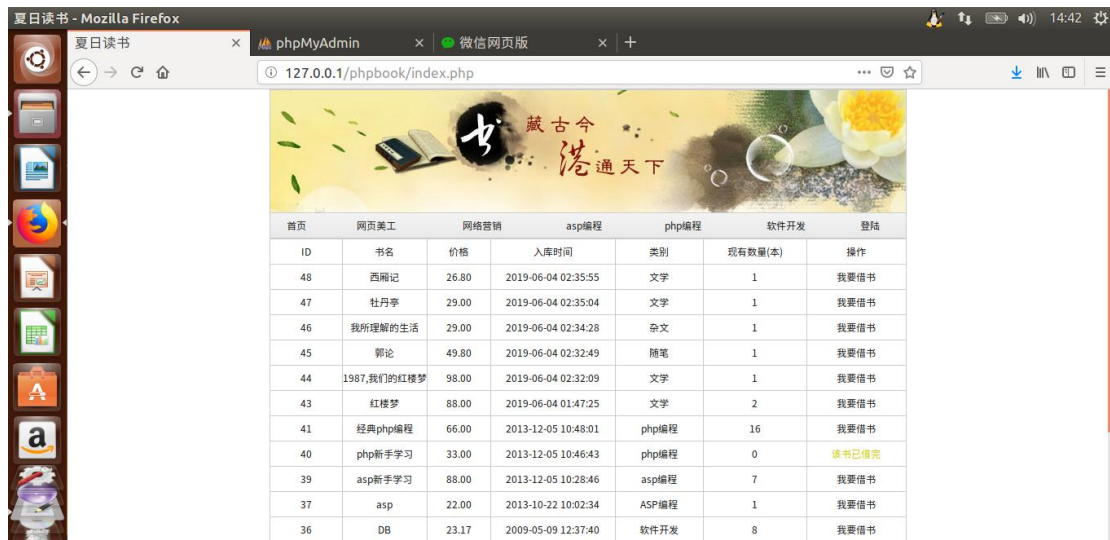 夏日读书 - Mozilla Firefox 14:42
夏日读书 phpMyAdmin 微信网页版
127.0.0.1/phpbook/index.php
书 藏古今
港通天下
首页 网页美工 网络营销 asp编程 php编程 软件开发 登陆
ID 书名 价格 入库时间 类别 现有数量(本) 操作
48 西厢记 26.80 2019-06-04 02:35:55 文学 1 我要借书
47 牡丹亭 29.00 2019-06-04 02:35:04 文学 1 我要借书
46 我所理解的生活 29.00 2019-06-04 02:34:28 杂文 1 我要借书
45 郭论 49.80 2019-06-04 02:32:49 随笔 1 我要借书
44 1987,我们的红楼梦 98.00 2019-06-04 02:32:09 文学 1 我要借书
43 红楼梦 88.00 2019-06-04 01:47:25 文学 2 我要借书
41 经典php编程 66.00 2013-12-05 10:48:01 php编程 16 我要借书
40 php新手学习 33.00 2013-12-05 10:46:43 php编程 0 该书已借完
39 asp新手学习 88.00 2013-12-05 10:28:46 asp编程 7 我要借书
37 asp 22.00 2013-10-22 10:02:34 ASP编程 1 我要借书
36 DB 23.17 2009-05-09 12:37:40 软件开发 8 我要借书